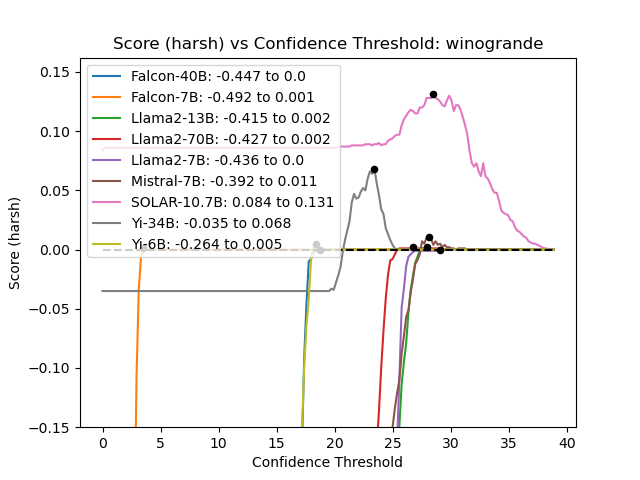 Score (harsh) vs Confidence Threshold: winogrande
0.15
0.10
0.05
0.00
−0.05
−0.10
−0.15
Score (harsh)
Falcon-40B: -0.447 to 0.0
Falcon-7B: -0.492 to 0.001
Llama2-13B: -0.415 to 0.002
Llama2-70B: -0.427 to 0.002
Llama2-7B: -0.436 to 0.0
Mistral-7B: -0.392 to 0.011
SOLAR-10.7B: 0.084 to 0.131
Yi-34B: -0.035 to 0.068
Yi-6B: -0.264 to 0.005
0 5 10 15 20 25 30 35 40
Confidence Threshold